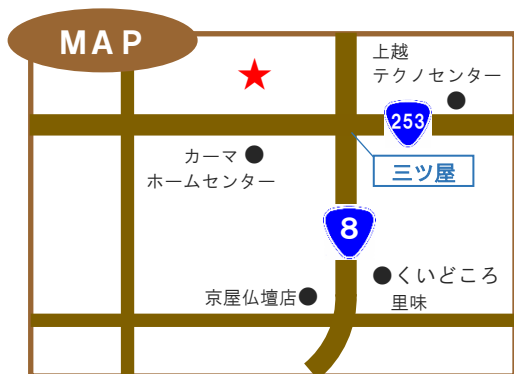 MAP
上越
テクノセンター
253
カーマ
ホームセンター
三ツ屋
8
くいどころ
里味
京屋仏壇店